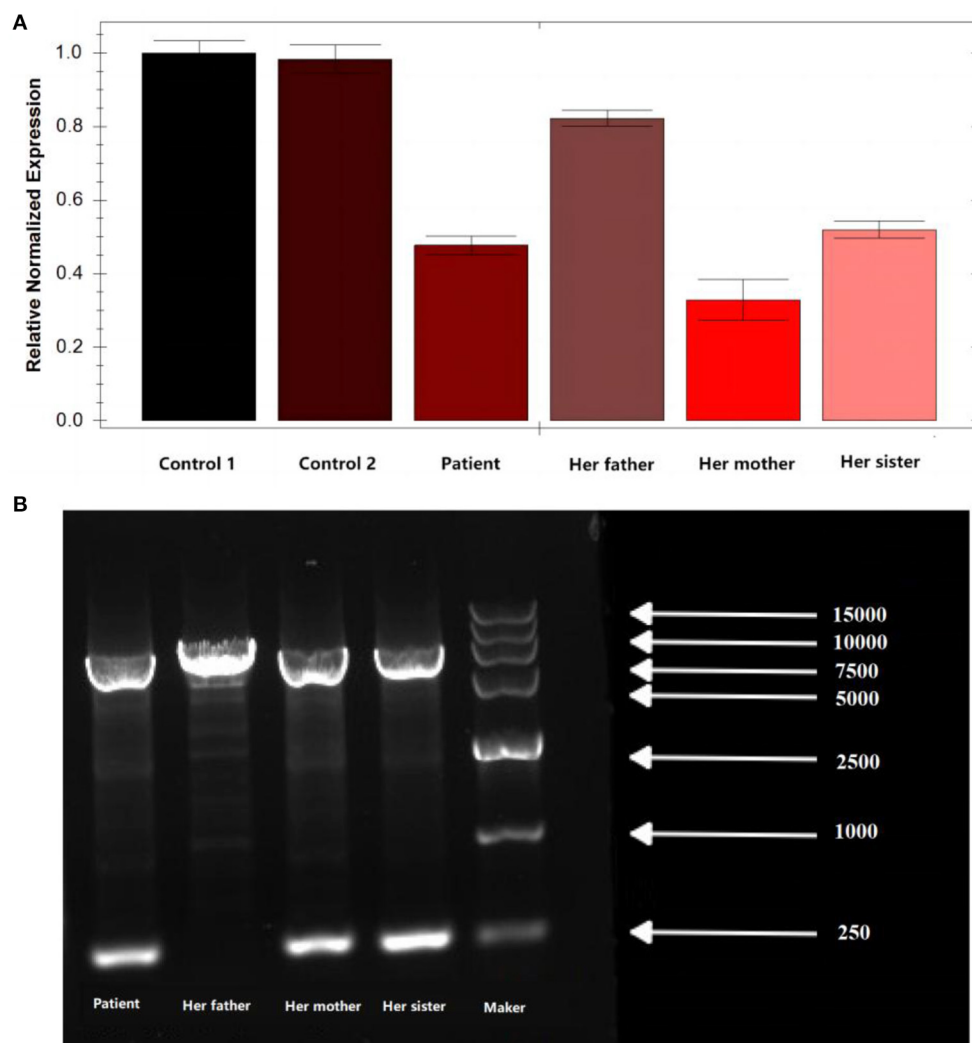 A
Relative Normalized Expression
1.0
0.8
0.6
0.4
0.2
0.0
Control 1
Control 2
Patient
Her father
Her mother
Her sister
B
15000
10000
7500
5000
2500
1000
250
Patient
Her father
Her mother
Her sister
Maker